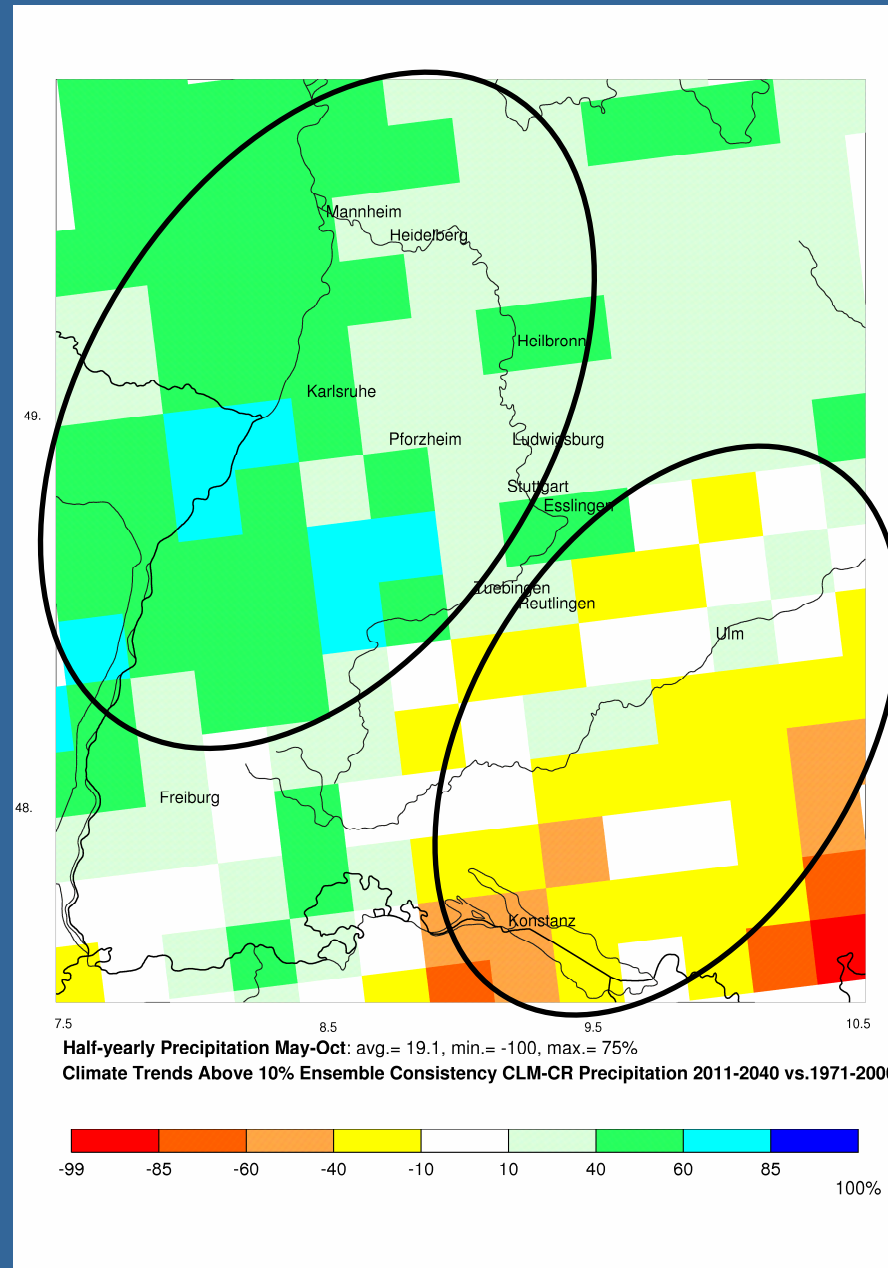 Mannheim
Heidelberg
Heilbronn
Karlsruhe
49.
Pforzheim
Ludwigsburg
Stuttgart
Esslingen
Tuebingen
Reutlingen
Ulm
Freiburg
48.
Konstanz
7.5 8.5 9.5 10.5
Half-yearly Precipitation May-Oct: avg.= 19.1, min.= -100, max.= 75%
Climate Trends Above 10% Ensemble Consistency CLM-CR Precipitation 2011-2040 vs.1971-2000
-99 -85 -60 -40 -10 10 40 60 85
100%